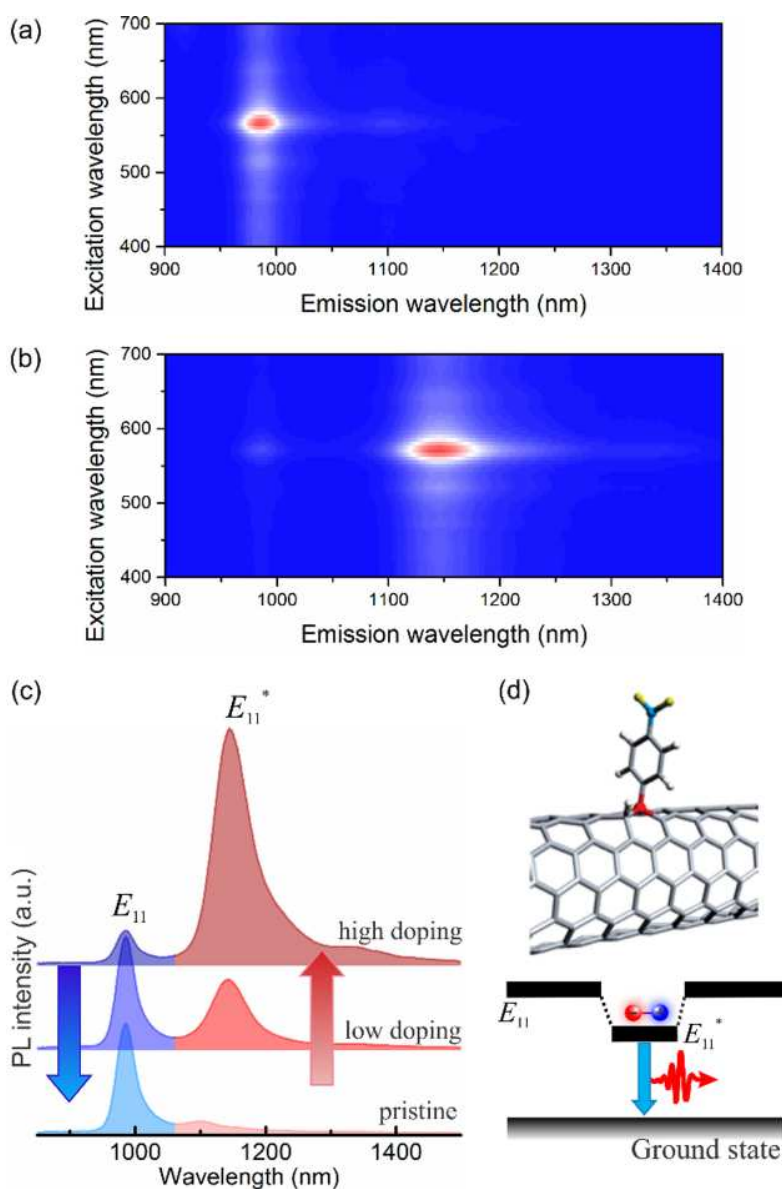 (a)
Excitation wavelength (nm)
700
600
500
400
900 1000 1100 1200 1300 1400
Emission wavelength (nm)
(b)
Excitation wavelength (nm)
700
600
500
400
900 1000 1100 1200 1300 1400
Emission wavelength (nm)
(c)
PL intensity (a.u.)
E11*
E11
high doping
low doping
pristine
1000 1200 1400
Wavelength (nm)
(d)
E11
E11*
Ground state